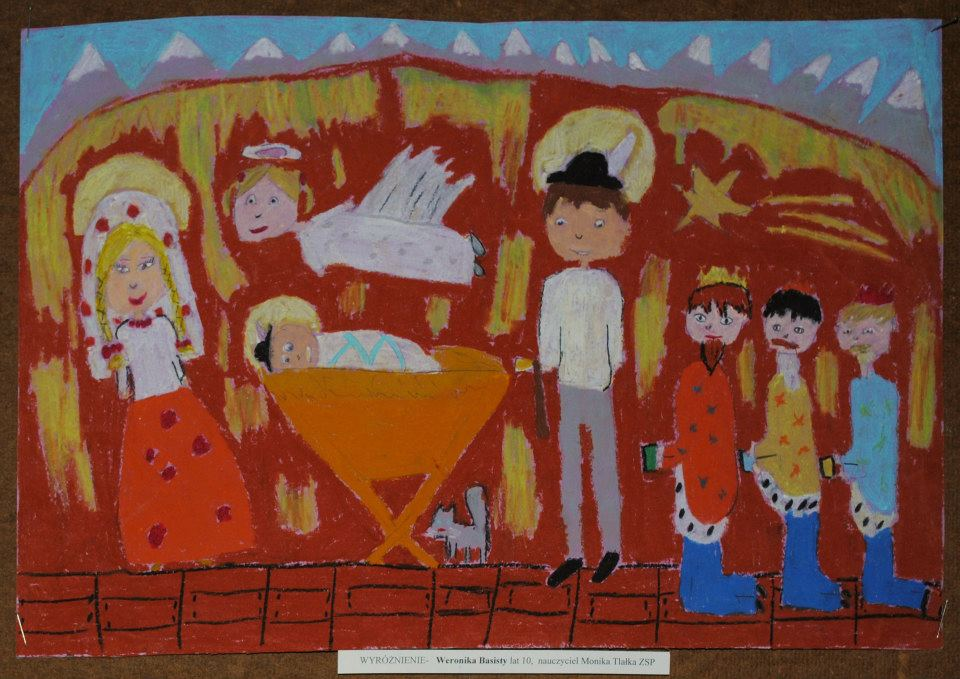 WYRÓŻNIENIE- Weronika Basisty lat 10, nauczyciel Monika Tlałka ZSP